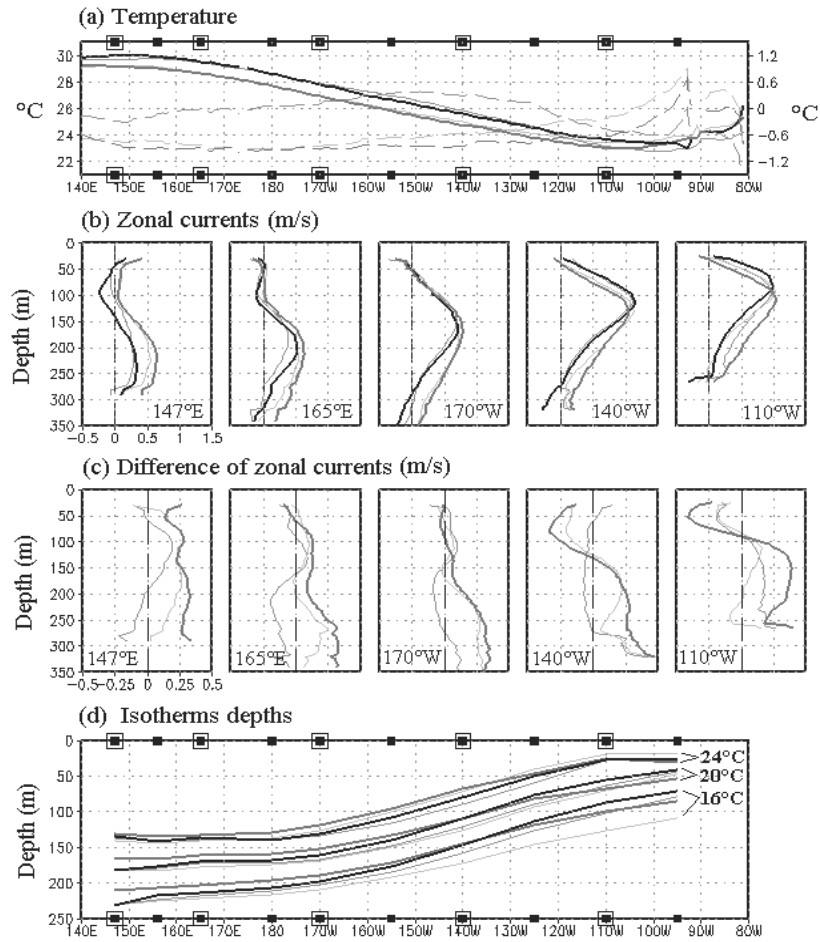 (a) Temperature
30
28
26
24
22
°C
1.2
0.6
0
−0.6
−1.2
°C
140E 150E 160E 170E 180 170W 160W 150W 140W 130W 120W 110W 100W 90W 80W
(b) Zonal currents (m/s)
0
50
100
150
200
250
300
350
Depth (m)
147°E 165°E 170°W 140°W 110°W
−0.5 0 0.5 1 1.5
(c) Difference of zonal currents (m/s)
0
50
100
150
200
250
300
350
Depth (m)
147°E 165°E 170°W 140°W 110°W
−0.5−0.25 0 0.25 0.5
(d) Isotherms depths
0
50
100
150
200
250
Depth (m)
24°C
20°C
16°C
140E 150E 160E 170E 180 170W 160W 150W 140W 130W 120W 110W 100W 90W 80W